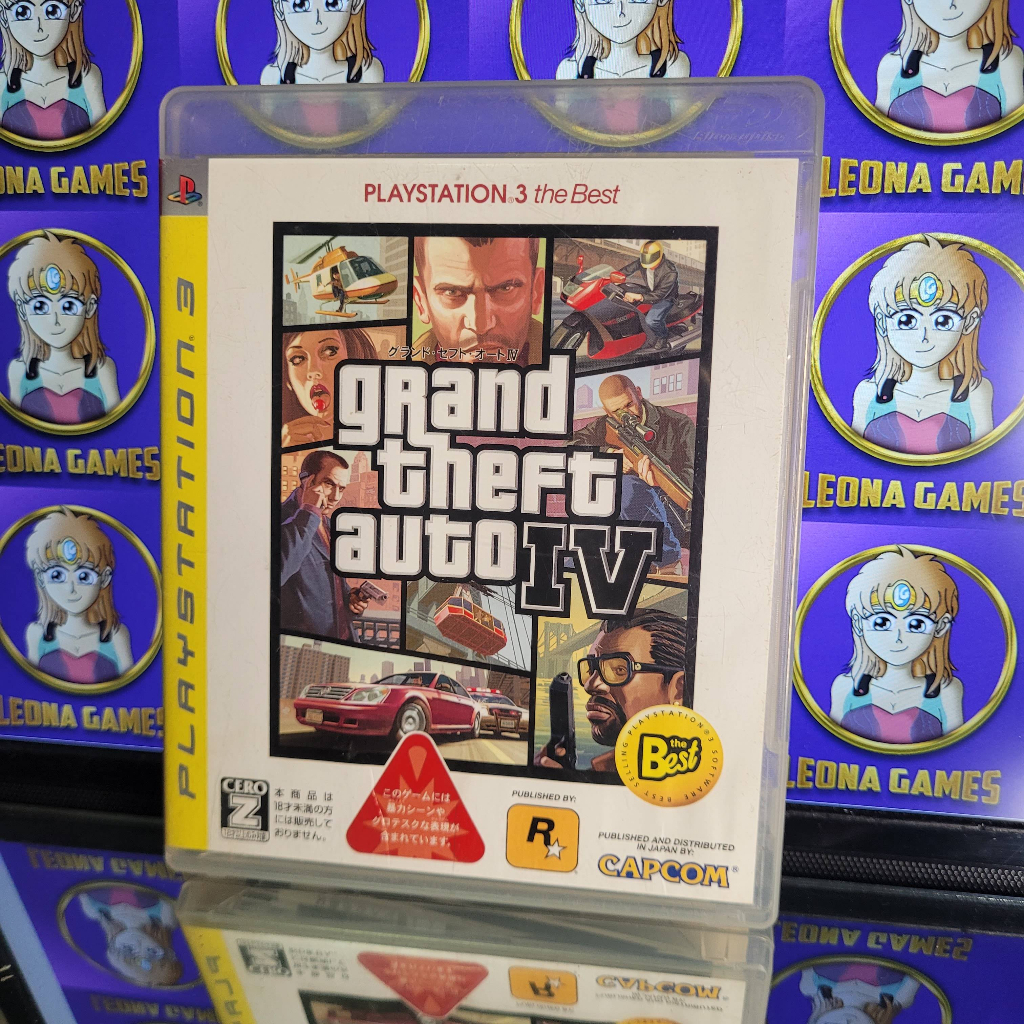 LEONA GAMES
LEONA GAMES
LEONA GAMES
LEONA GAMES
LEONA GAMES
LEONA GAMES
PLAYSTATION 3
PLAYSTATION®3 the Best
グランド・セフト・オートIV
grand
theft
auto IV
BEST SELLING PLAYSTATION®3 SOFTWARE
the
Best
CERO
Z
本商品は
18才未満の方
には販売して
おりません。
このゲームには
暴力シーンや
グロテスクな表現が
含まれています。
PUBLISHED BY:
R
PUBLISHED AND DISTRIBUTED
IN JAPAN BY:
CAPCOM®